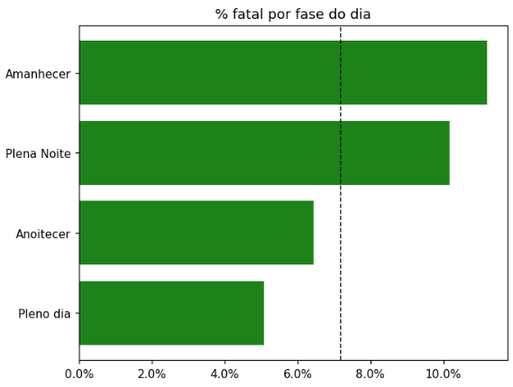 % fatal por fase do dia
Amanhecer
Plena Noite
Anoitecer
Pleno dia
0.0% 2.0% 4.0% 6.0% 8.0% 10.0%